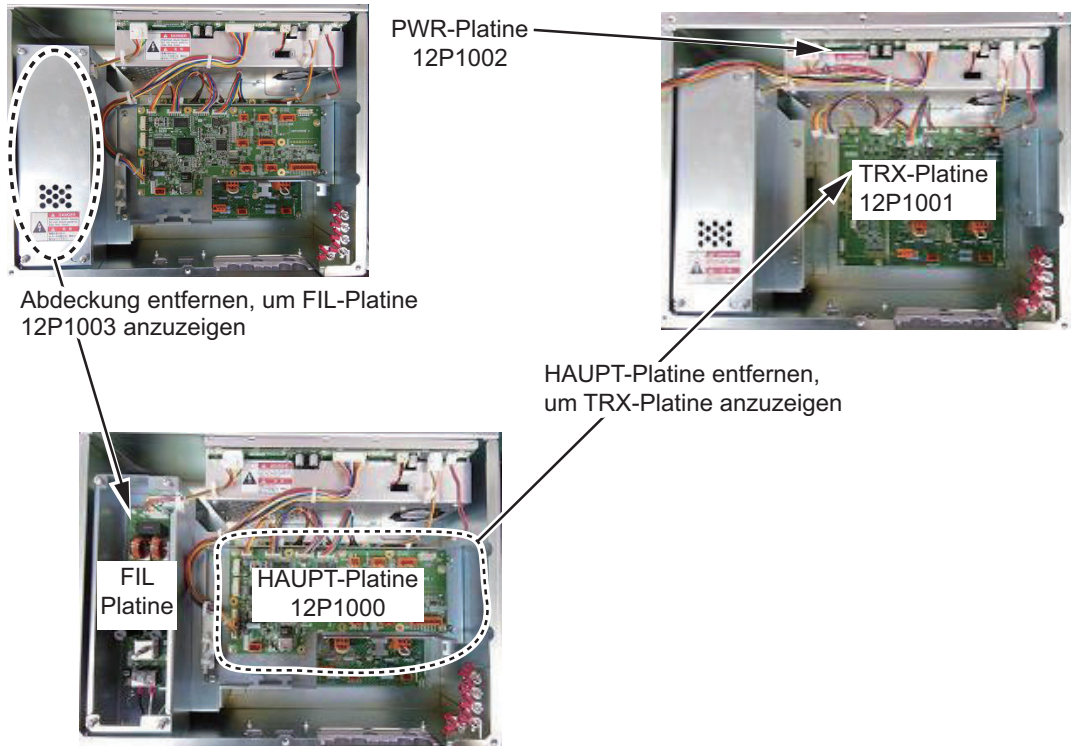 PWR-Platine
12P1002
TRX-Platine
12P1001
Abdeckung entfernen, um FIL-Platine
12P1003 anzuzeigen
HAUPT-Platine entfernen,
um TRX-Platine anzuzeigen
FIL
Platine
HAUPT-Platine
12P1000
DANGER